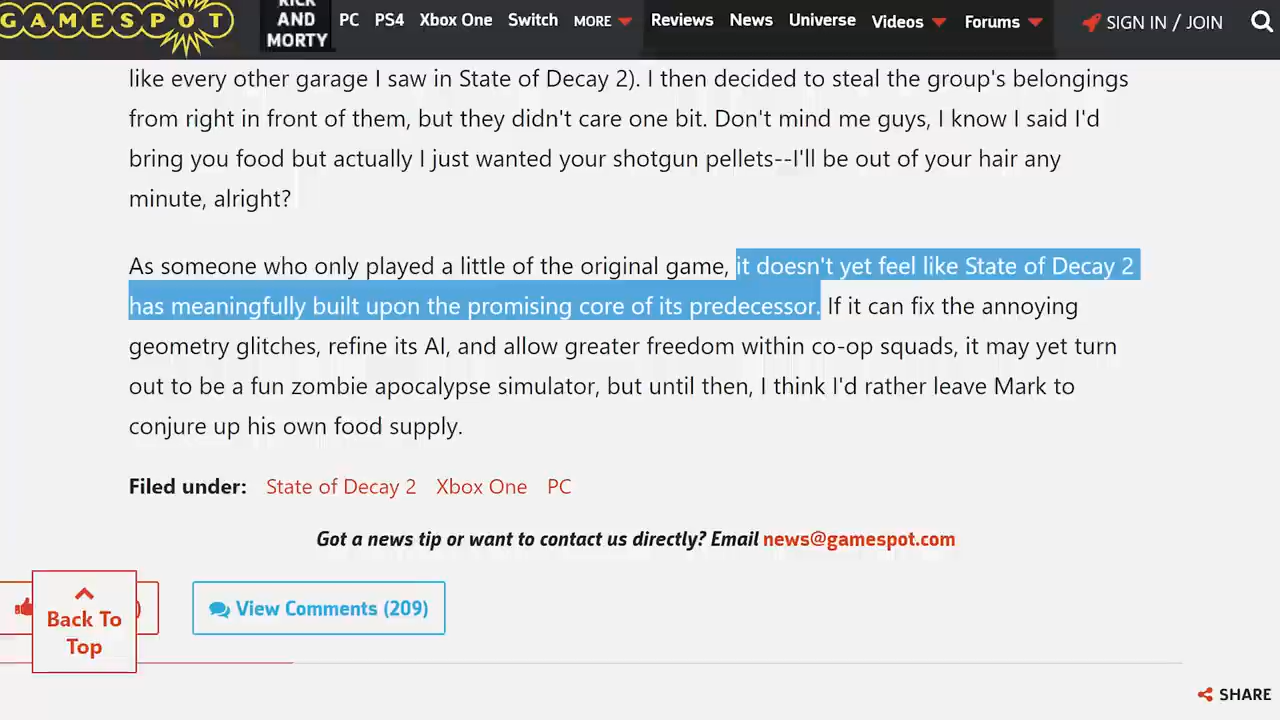 GAMESPOT
RICK
AND
MORTY
PC PS4 Xbox One Switch MORE Reviews News Universe Videos Forums SIGN IN / JOIN
like every other garage I saw in State of Decay 2). I then decided to steal the group's belongings
from right in front of them, but they didn't care one bit. Don't mind me guys, I know I said I'd
bring you food but actually I just wanted your shotgun pellets--I'll be out of your hair any
minute, alright?
As someone who only played a little of the original game, it doesn't yet feel like State of Decay 2
has meaningfully built upon the promising core of its predecessor. If it can fix the annoying
geometry glitches, refine its AI, and allow greater freedom within co-op squads, it may yet turn
out to be a fun zombie apocalypse simulator, but until then, I think I'd rather leave Mark to
conjure up his own food supply.
Filed under: State of Decay 2 Xbox One PC
Got a news tip or want to contact us directly? Email news@gamespot.com
Back To
Top
)
View Comments (209)
SHARE